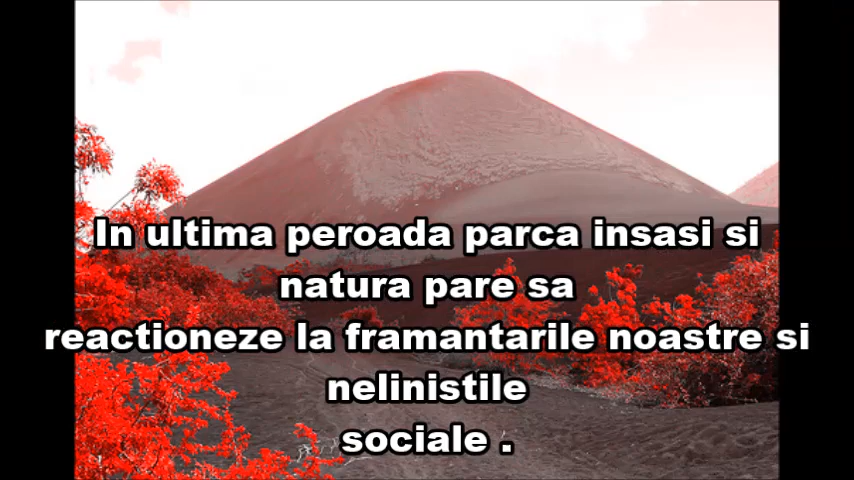 In ultima peroada parca insasi si
natura pare sa
reactioneze la framantarile noastre si
nelinistile
sociale .